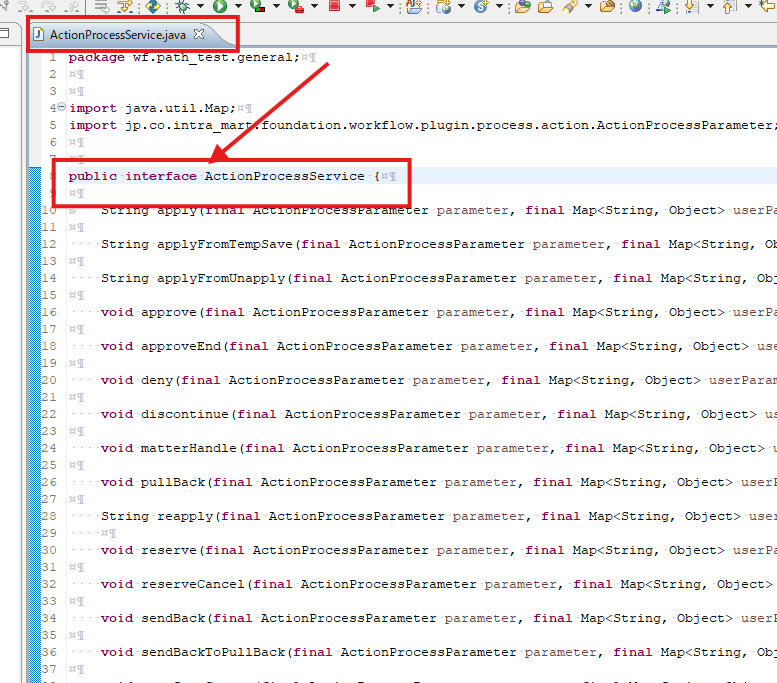 ActionProcessService.java
1 package wf.path_test.general;
2
3
4 import java.util.Map;
5 import jp.co.intra_mart.foundation.workflow.plugin.process.action.ActionProcessParameter;
6
7
8 public interface ActionProcessService {
9
10 String apply(final ActionProcessParameter parameter, final Map<String, Object> userPa
11
12 String applyFromTempSave(final ActionProcessParameter parameter, final Map<String, Ob
13
14 String applyFromUnapply(final ActionProcessParameter parameter, final Map<String, Obj
15
16 void approve(final ActionProcessParameter parameter, final Map<String, Object> userPa
17
18 void approveEnd(final ActionProcessParameter parameter, final Map<String, Object> use
19
20 void deny(final ActionProcessParameter parameter, final Map<String, Object> userParam
21
22 void discontinue(final ActionProcessParameter parameter, final Map<String, Object> us
23
24 void matterHandle(final ActionProcessParameter parameter, final Map<String, Object> u
25
26 void pullBack(final ActionProcessParameter parameter, final Map<String, Object> userP
27
28 String reapply(final ActionProcessParameter parameter, final Map<String, Object> user
29
30 void reserve(final ActionProcessParameter parameter, final Map<String, Object> userPa
31
32 void reserveCancel(final ActionProcessParameter parameter, final Map<String, Object>
33
34 void sendBack(final ActionProcessParameter parameter, final Map<String, Object> userP
35
36 void sendBackToPullBack(final ActionProcessParameter parameter, final Map<String, Obj
37